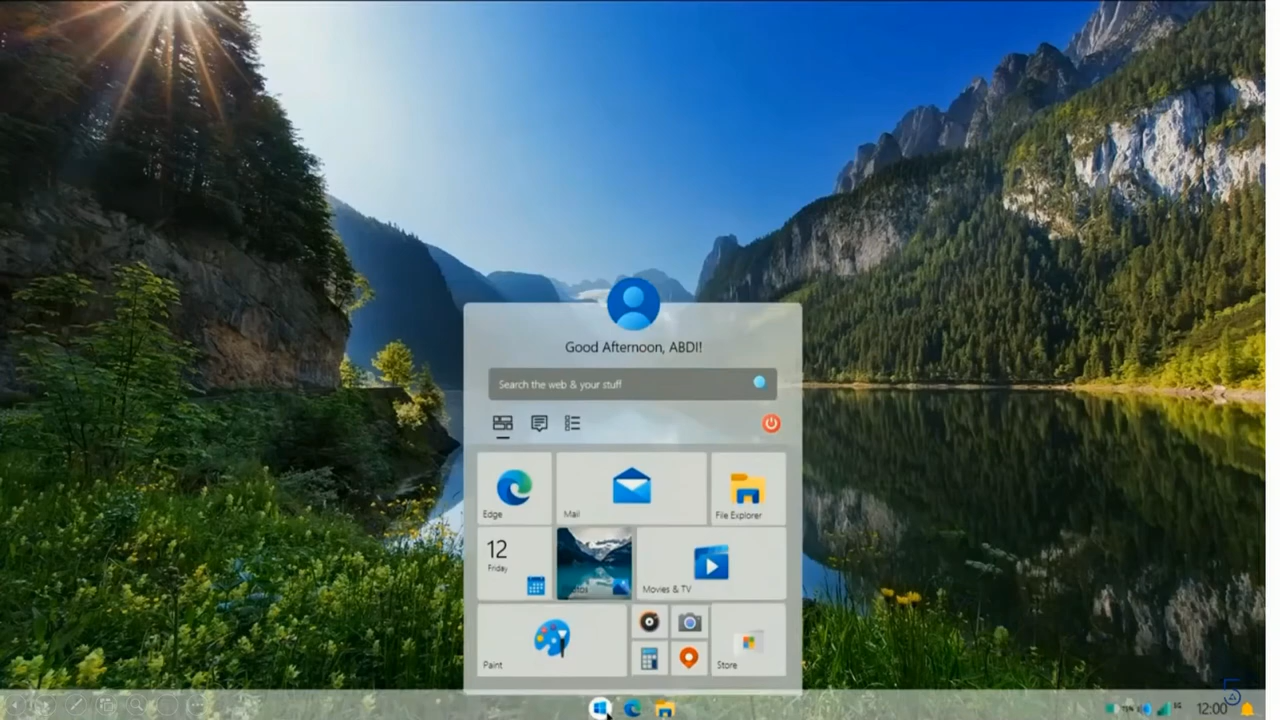 Good Afternoon, ABDI!
Search the web & your stuff
Edge
Mail
File Explorer
12
Friday
Movies & TV
Paint
Store
12:00
5